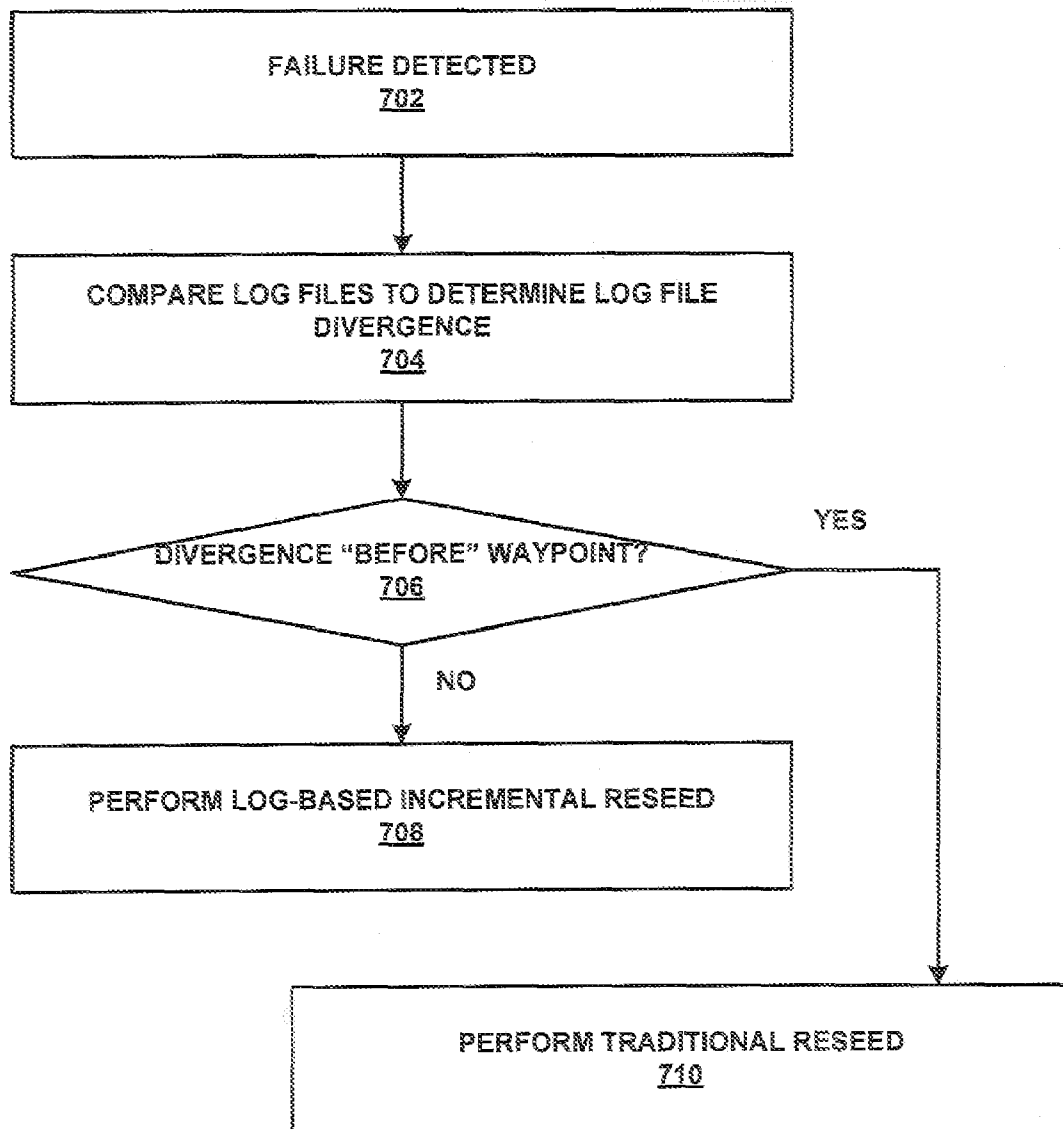 FAILURE DETECTED
702
COMPARE LOG FILES TO DETERMINE LOG FILE
DIVERGENCE
704
DIVERGENCE "BEFORE" WAYPOINT?
706
YES
NO
PERFORM LOG-BASED INCREMENTAL RESEED
708
PERFORM TRADITIONAL RESEED
710